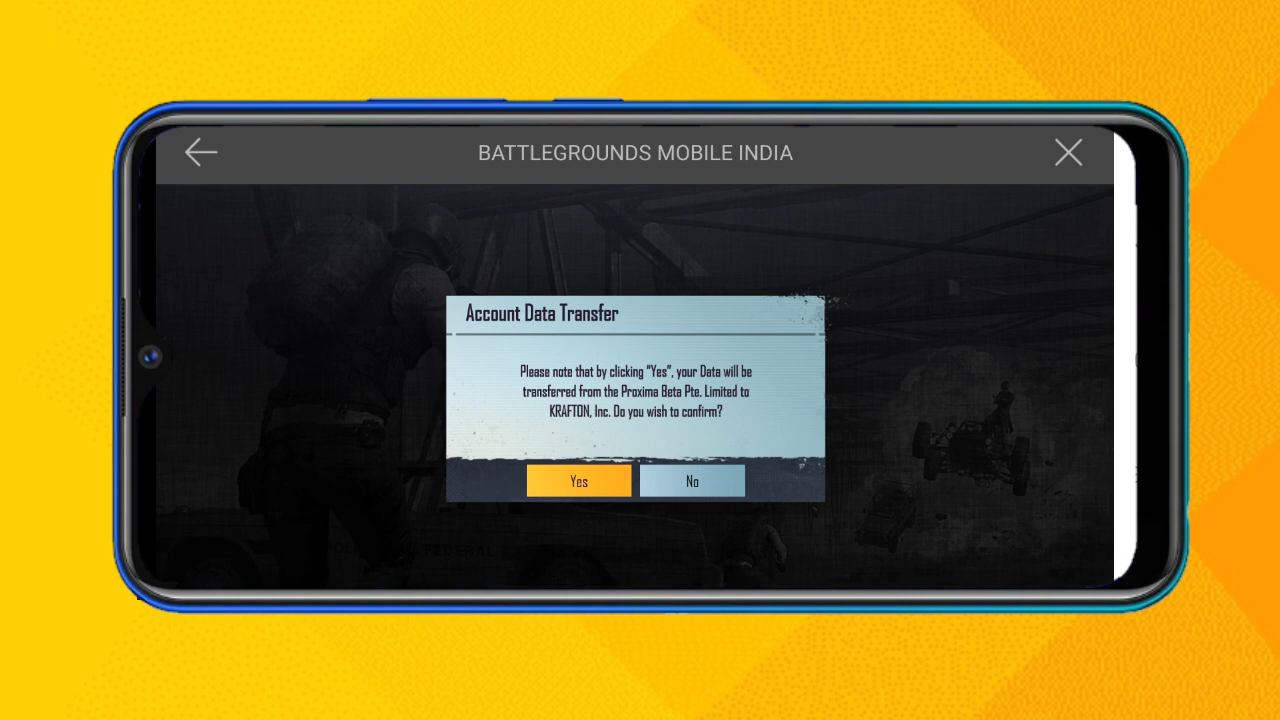 BATTLEGROUNDS MOBILE INDIA
Account Data Transfer
Please note that by clicking "Yes", your Data will be
transferred from the Proxima Beta Pte. Limited to
KRAFTON, Inc. Do you wish to confirm?
Yes
No
FEDERAL